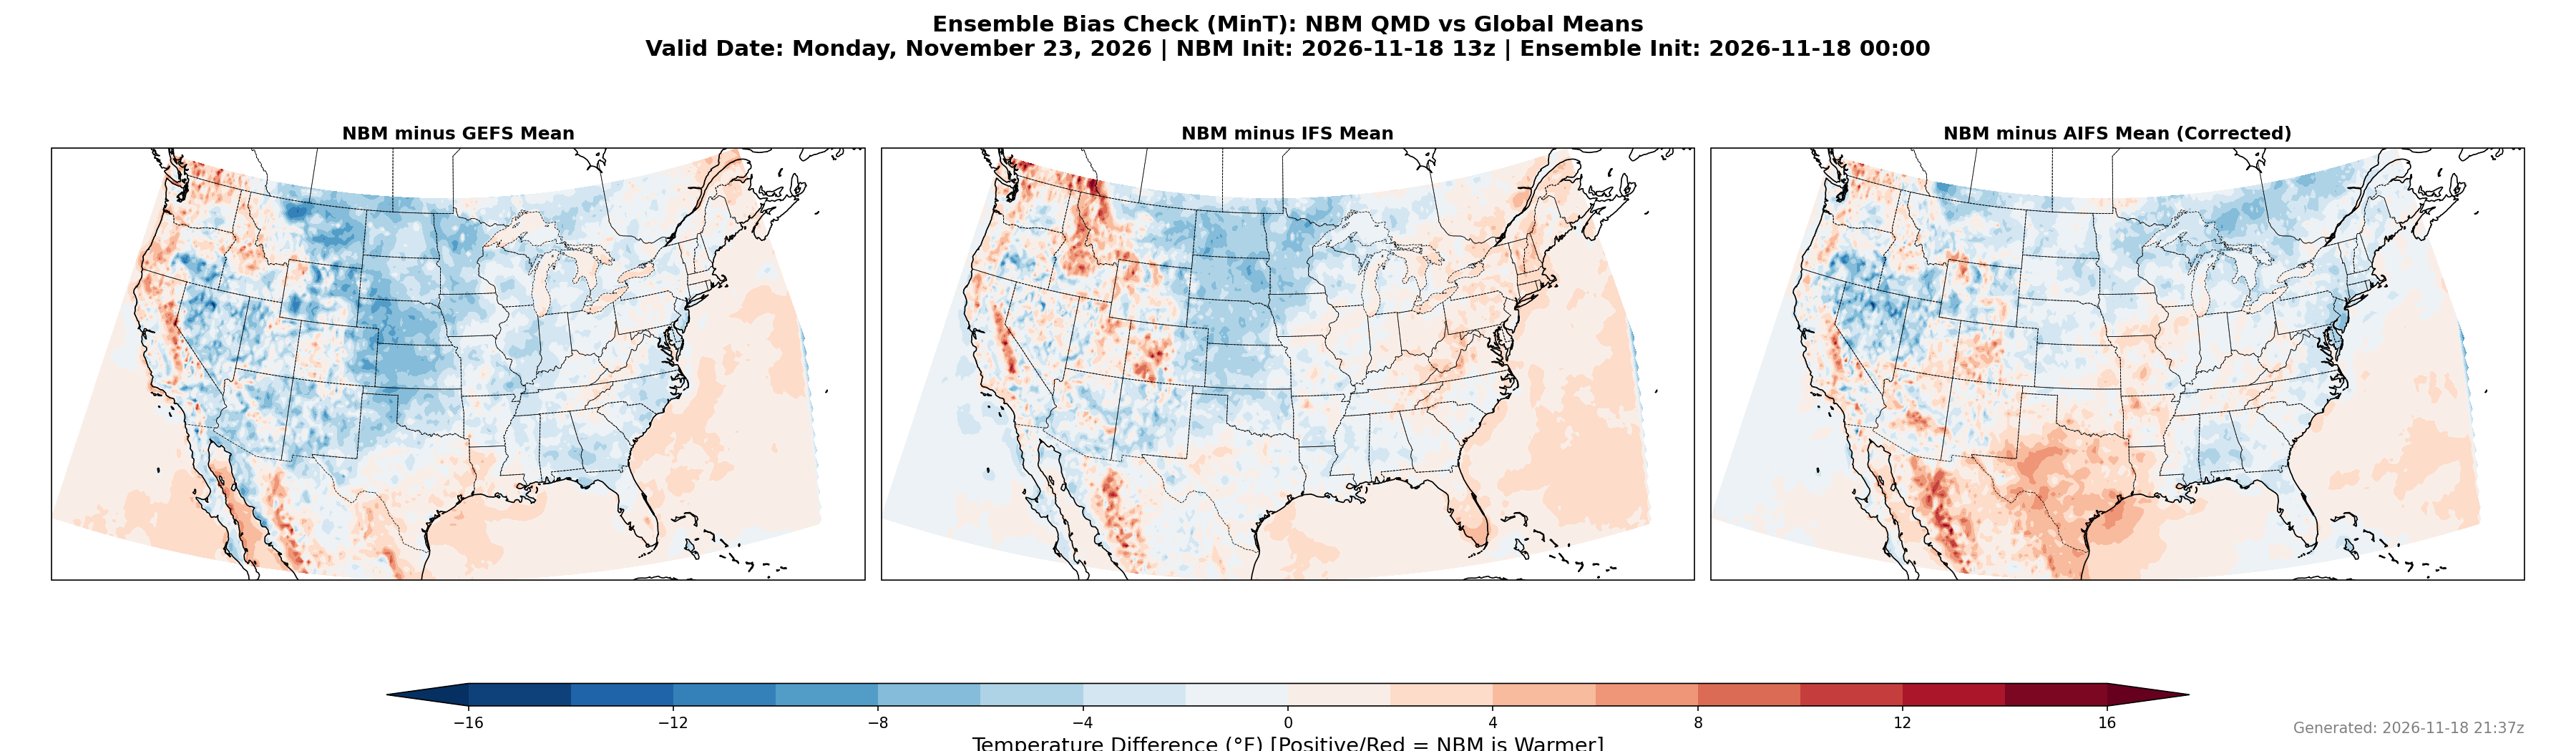 Ensemble Bias Check (MinT): NBM QMD vs Global Means
Valid Date: Monday, November 23, 2026 | NBM Init: 2026-11-18 13z | Ensemble Init: 2026-11-18 00:00
NBM minus GEFS Mean
NBM minus IFS Mean
NBM minus AIFS Mean (Corrected)
−16
−12
−8
−4
0
4
8
12
16
Generated: 2026-11-18 21:37z
Temperature Difference (°F) [Positive/Red = NBM is Warmer]